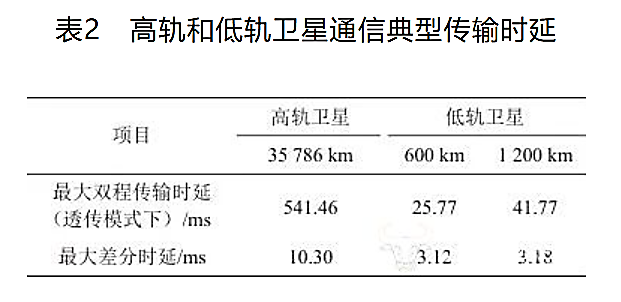 表2 高轨和低轨卫星通信典型传输时延
项目 高轨卫星 低轨卫星
35 786 km 600 km 1 200 km
最大双程传输时延
（透传模式下）/ms 541.46 25.77 41.77
最大差分时延/ms 10.30 3.12 3.18